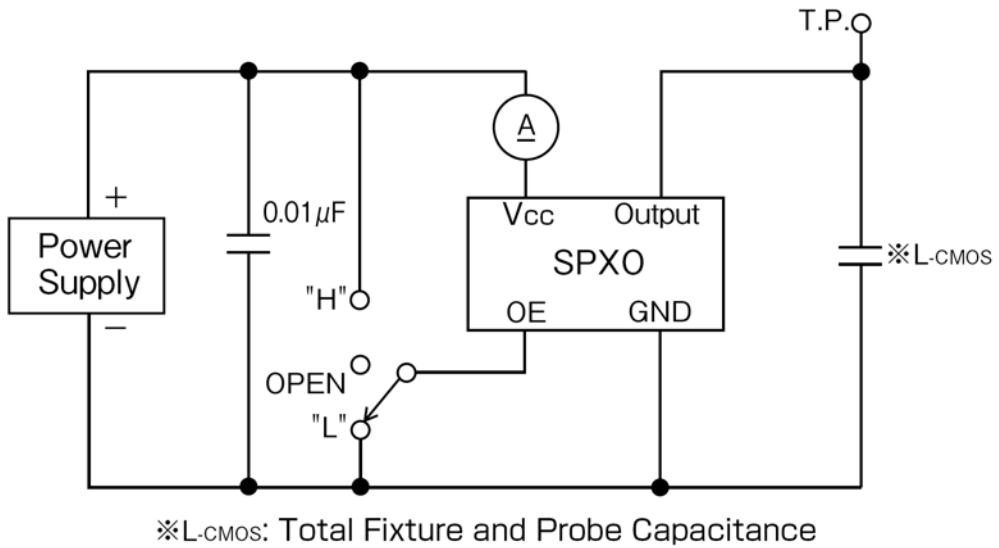 T.P.
A
+
0.01μF
Vcc
Output
Power
Supply
SPXO
※L-CMOS
"H"
OE
GND
−
OPEN
"L"
※L-CMOS: Total Fixture and Probe Capacitance